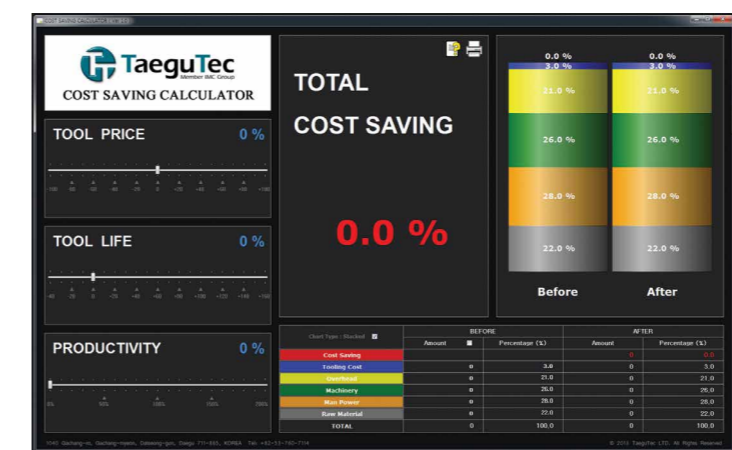 COST SAVING CALCULATOR
TaeguTec
Member IMC Group
COST SAVING CALCULATOR
TOOL PRICE 0 %
TOOL LIFE 0 %
PRODUCTIVITY 0 %
TOTAL
COST SAVING
0.0 %
0.0 % 0.0 %
3.0 % 3.0 %
21.0 % 21.0 %
26.0 % 26.0 %
28.0 % 28.0 %
22.0 % 22.0 %
Before After
Chart Type : Stacked BEFORE AFTER
Amount Percentage (%) Amount Percentage (%)
Cost Saving 0 0.0
Tooling Cost 0 3.0 0 3.0
Overhead 0 21.0 0 21.0
Machinery 0 26.0 0 26.0
Man Power 0 28.0 0 28.0
Raw Material 0 22.0 0 22.0
TOTAL 0 100.0 0 100.0